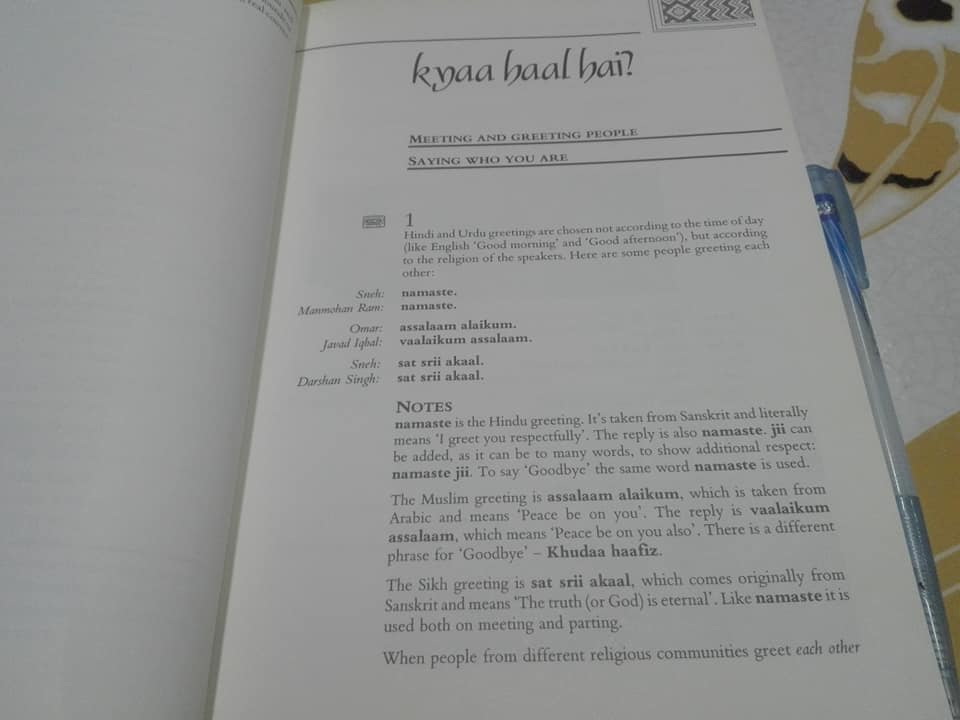 kyaa haal hai?
MEETING AND GREETING PEOPLE
SAYING WHO YOU ARE
1
Hindi and Urdu greetings are chosen not according to the time of day
(like English ‘Good morning’ and ‘Good afternoon’), but according
to the religion of the speakers. Here are some people greeting each
other:
Sneh: namaste.
Manmohan Ram: namaste.
Omar: assalaam alaikum.
Javad Iqbal: vaalaikum assalaam.
Sneh: sat srii akaal.
Darshan Singh: sat srii akaal.
NOTES
namaste is the Hindu greeting. It’s taken from Sanskrit and literally
means ‘I greet you respectfully’. The reply is also namaste. jii can
be added, as it can be to many words, to show additional respect:
namaste jii. To say ‘Goodbye’ the same word namaste is used.
The Muslim greeting is assalaam alaikum, which is taken from
Arabic and means ‘Peace be on you’. The reply is vaalaikum
assalaam, which means ‘Peace be on you also’. There is a different
phrase for ‘Goodbye’ – Khudaa haafiz.
The Sikh greeting is sat srii akaal, which comes originally from
Sanskrit and means ‘The truth (or God) is eternal’. Like namaste it is
used both on meeting and parting.
When people from different religious communities greet each other